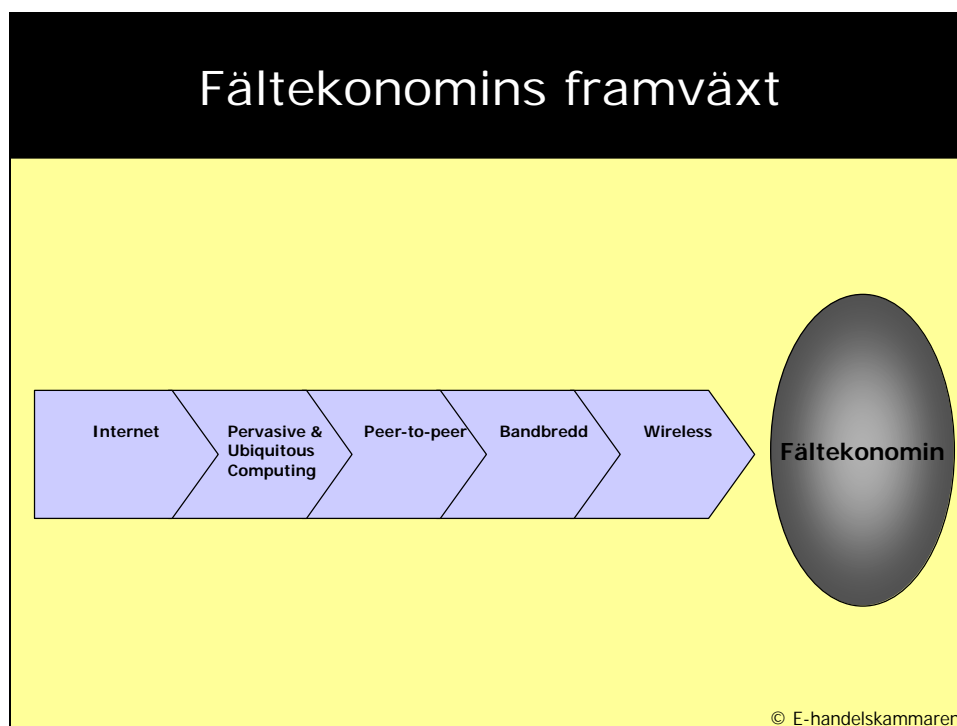 Fältekonomins framväxt
Internet
Pervasive &
Ubiquitous
Computing
Peer-to-peer
Bandbredd
Wireless
Fältekonomin
© E-handelskammaren